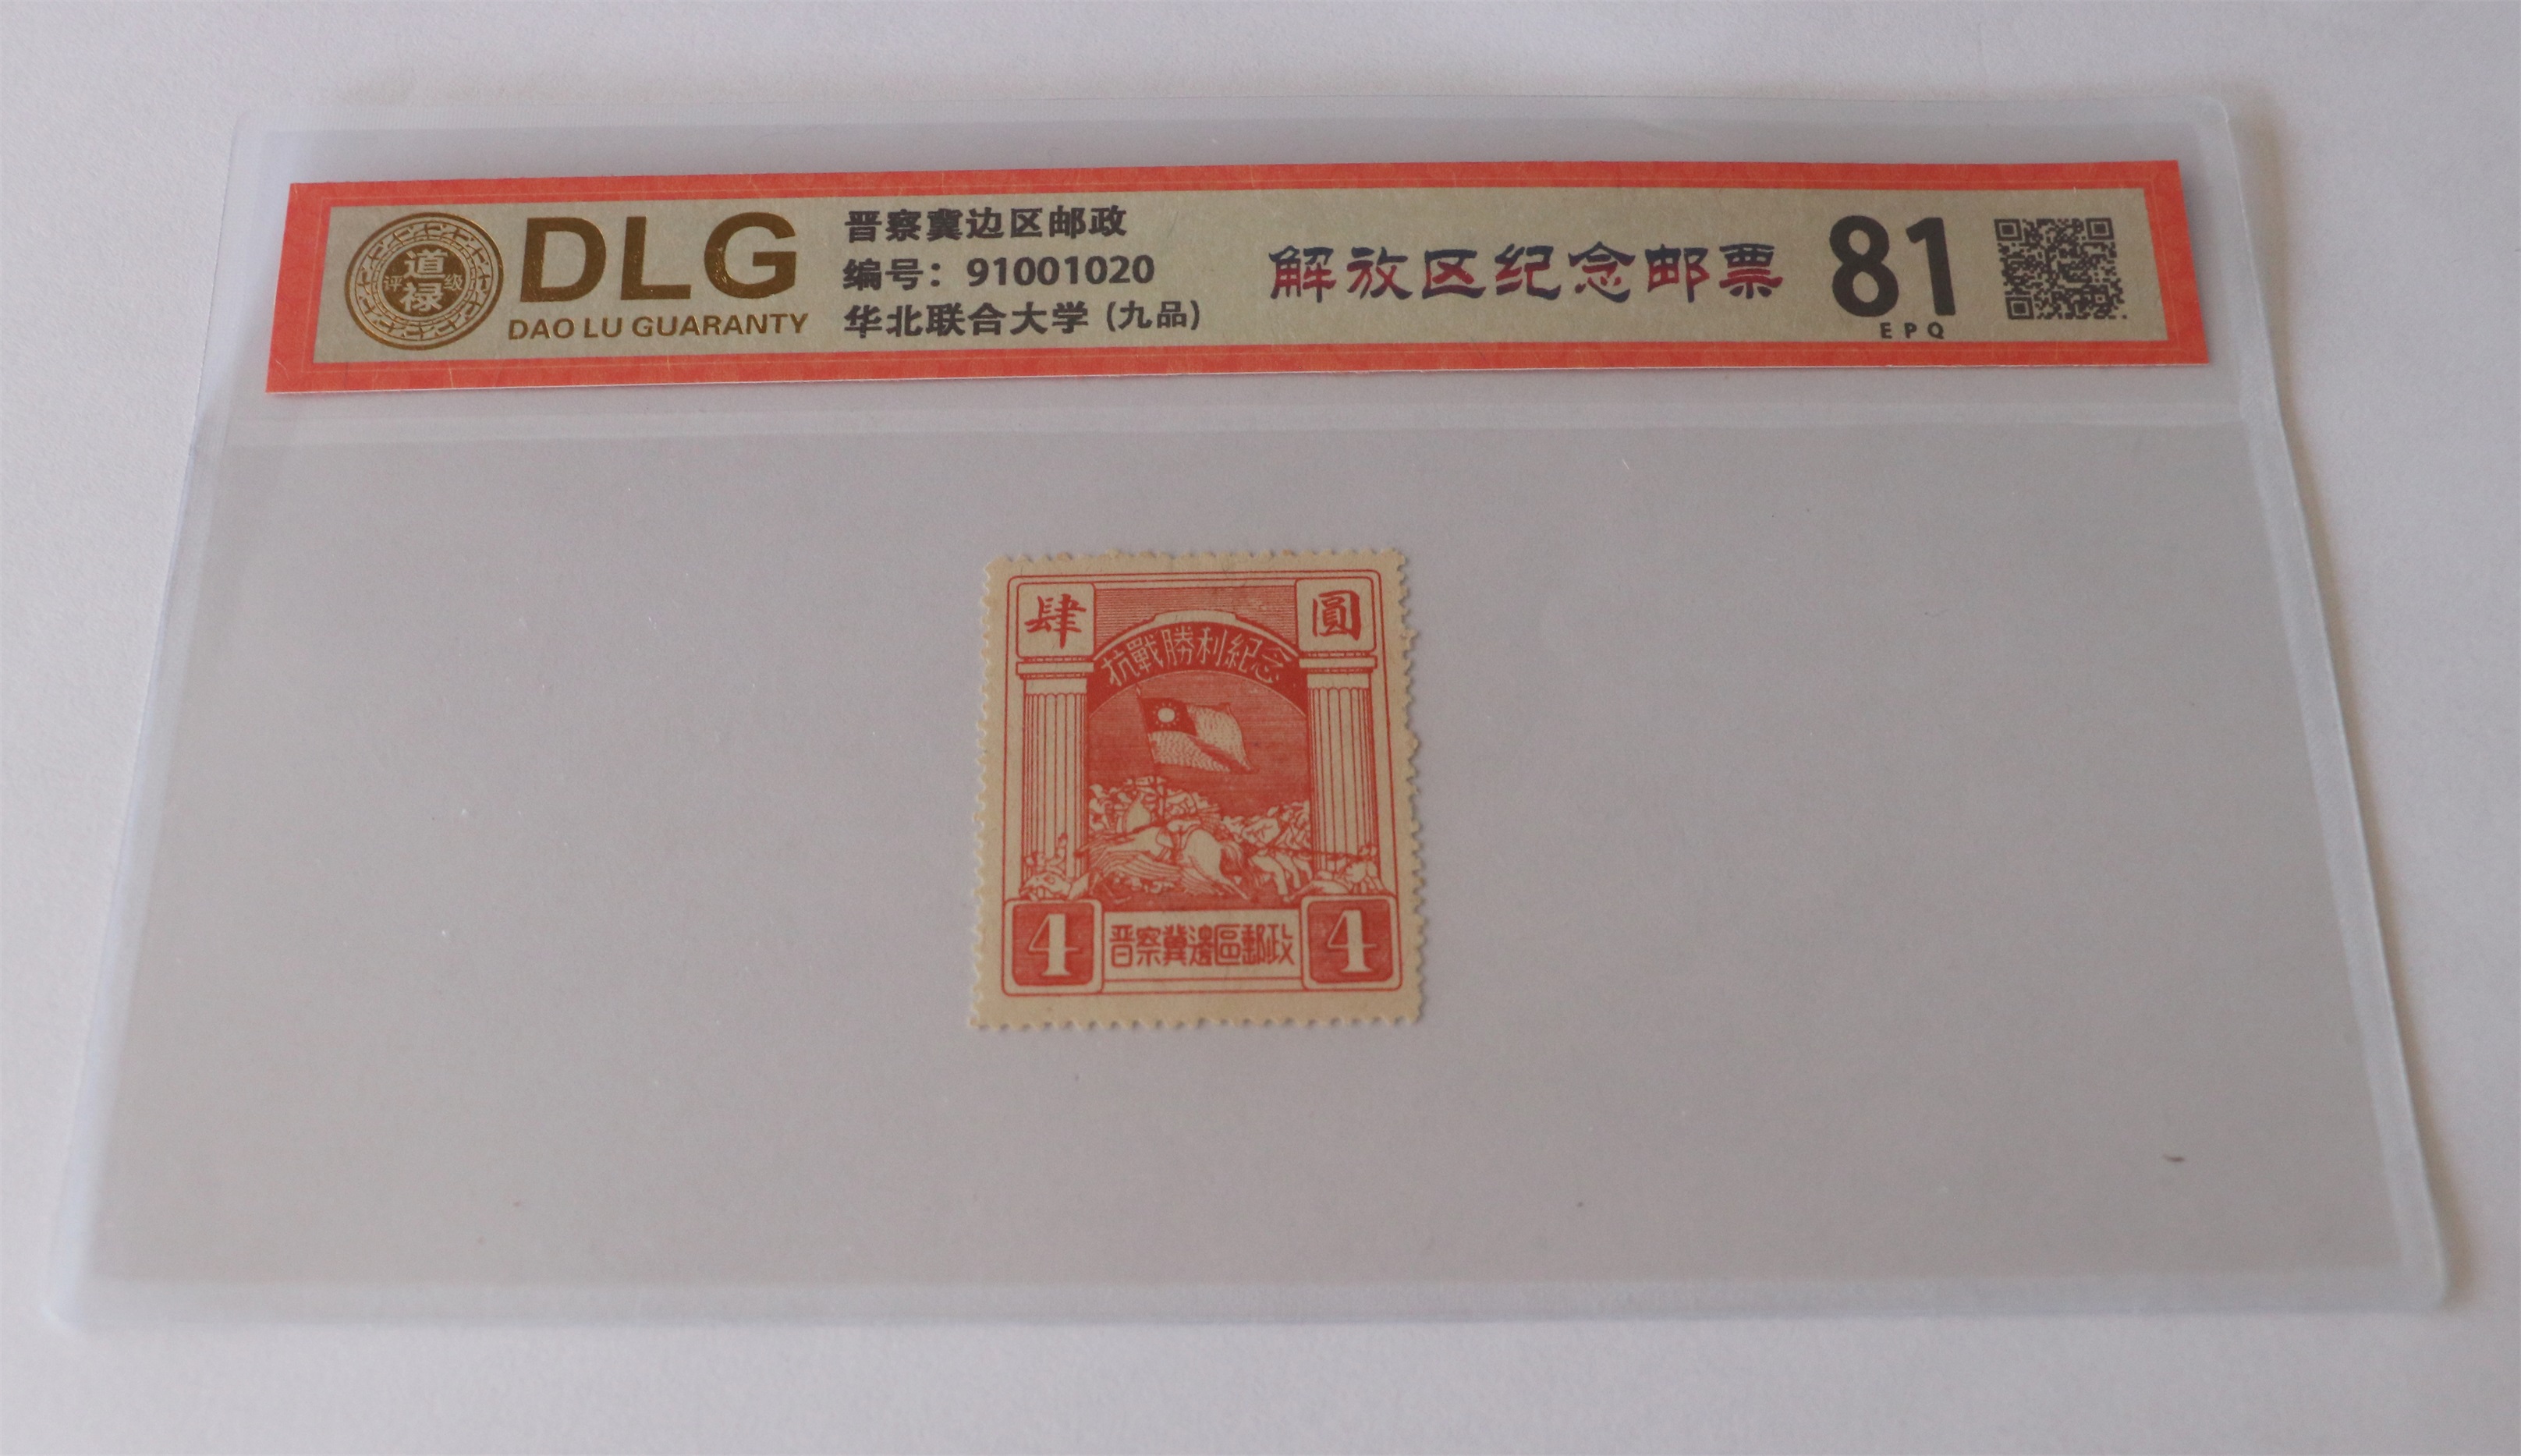 道禄
评级
DLG
DAO LU GUARANTY
晋察冀边区邮政
编号：91001020
华北联合大学 (九品)
解放区纪念邮票
81
EPQ
肆 圓
抗戰勝利紀念
4 晋察冀邊區郵政 4